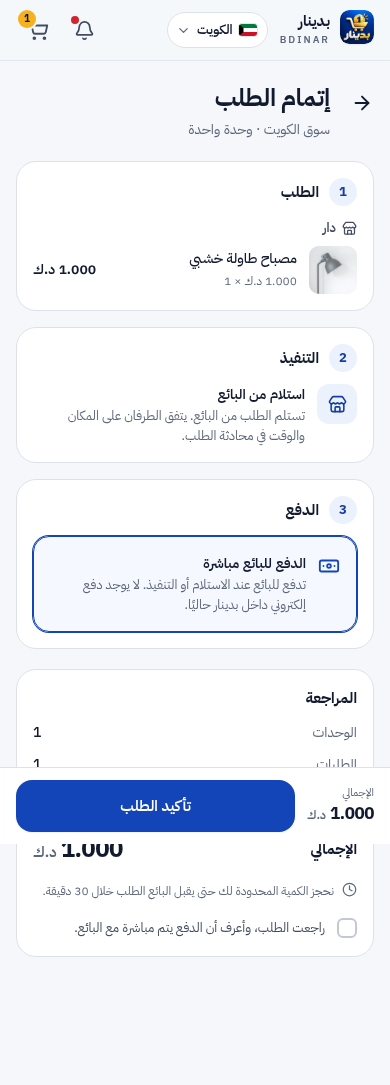 بدينار
BDINAR
بدينار
الكويت
1
إتمام الطلب
سوق الكويت · وحدة واحدة
1
الطلب
دار
مصباح طاولة خشبي
1.000 د.ك × 1
1.000 د.ك
2
التنفيذ
استلام من البائع
تستلم الطلب من البائع. يتفق الطرفان على المكان
والوقت في محادثة الطلب.
3
الدفع
الدفع للبائع مباشرة
تدفع للبائع عند الاستلام أو التنفيذ. لا يوجد دفع
إلكتروني داخل بدينار حاليًا.
المراجعة
الوحدات
1
الطلبات
1
الإجمالي
1.000 د.ك
تأكيد الطلب
الإجمالي
1.000 د.ك
نحجز الكمية المحدودة لك حتى يقبل البائع الطلب خلال 30 دقيقة.
راجعت الطلب، وأعرف أن الدفع يتم مباشرة مع البائع.